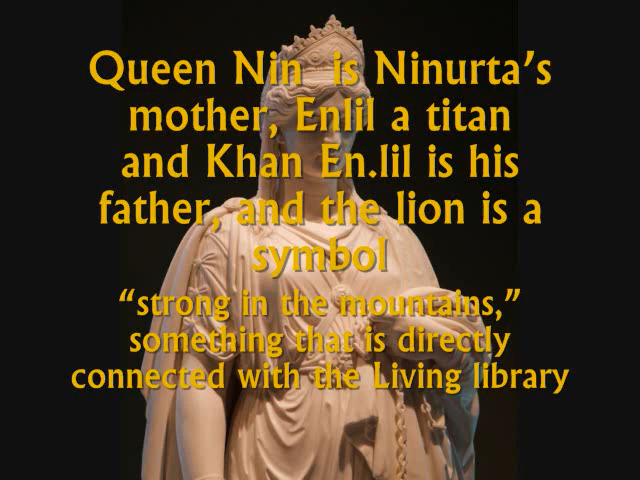 Queen Nin is Ninurta's
mother, Enlil a titan
and Khan En.lil is his
father, and the lion is a
symbol
“strong in the mountains,”
something that is directly
connected with the Living library